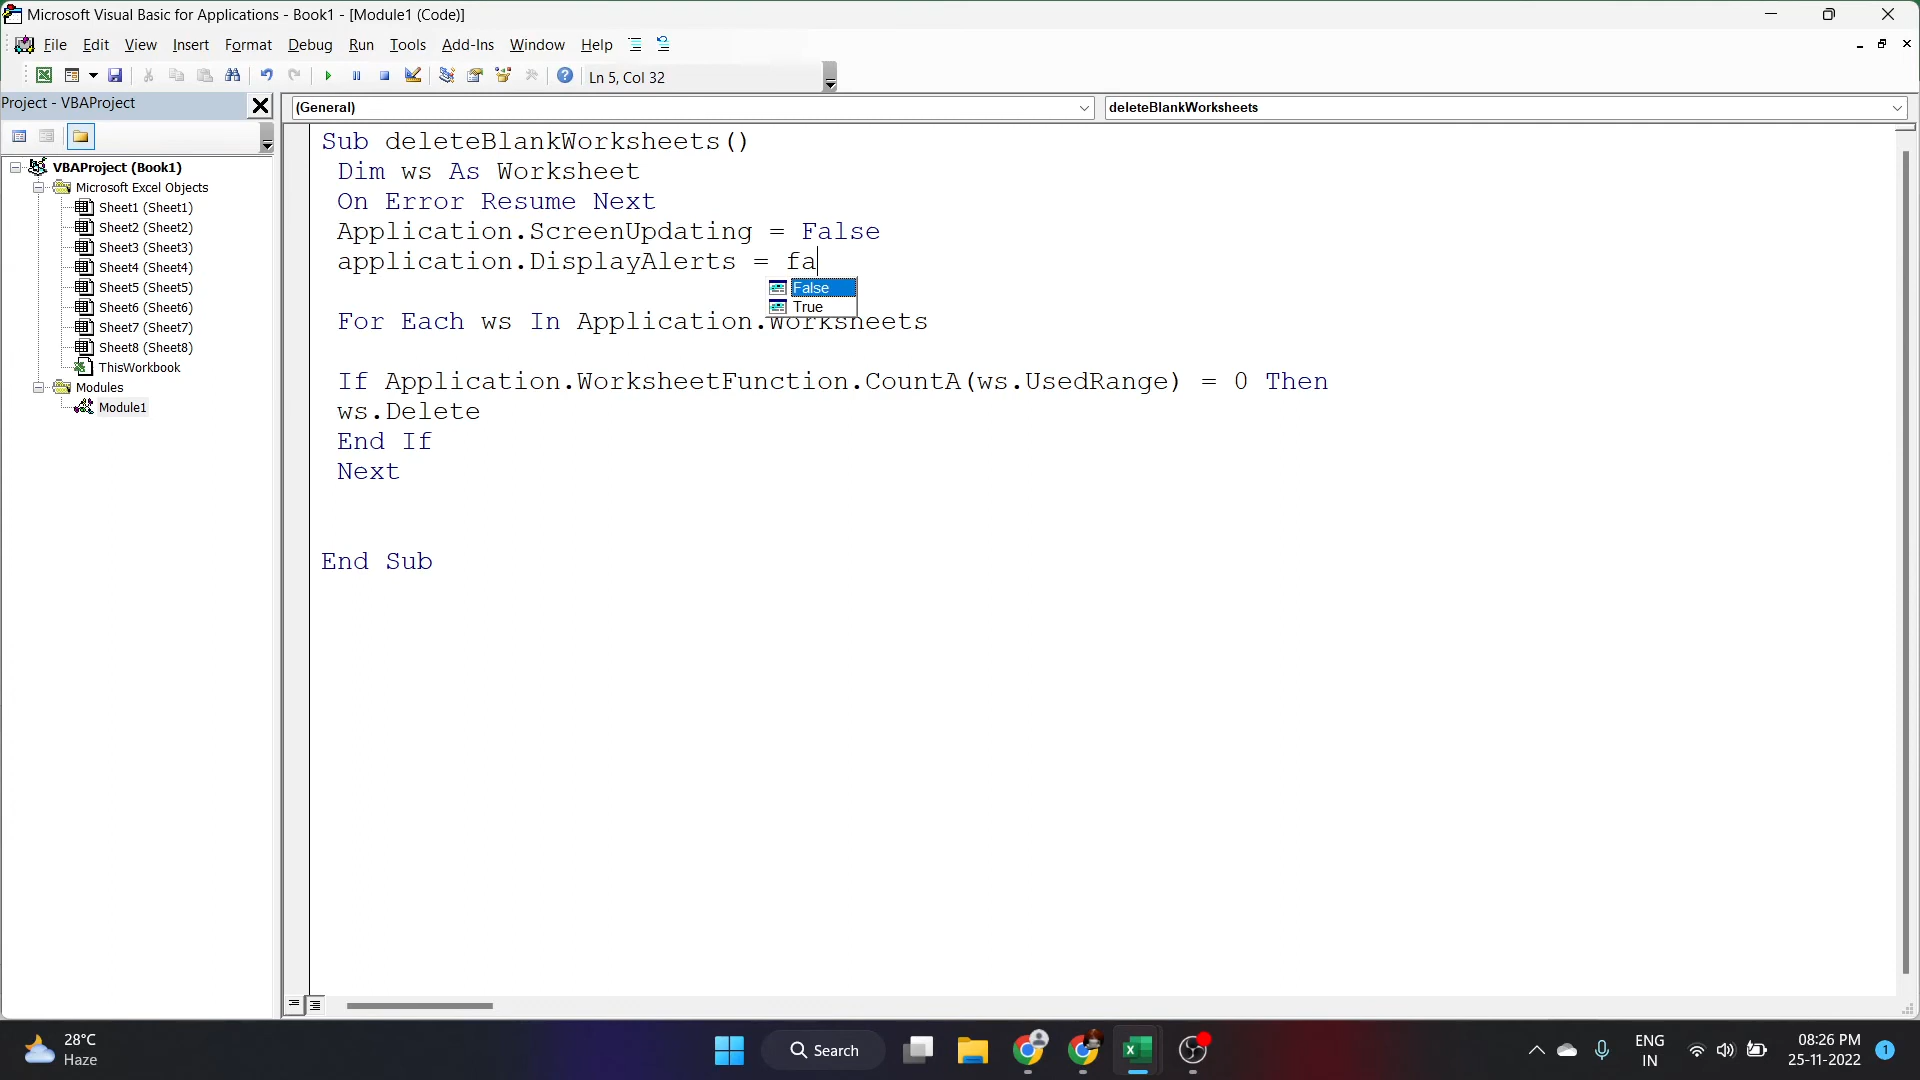 Microsoft Visual Basic for Applications - Book1 - [Module1 (Code)]
File Edit View Insert Format Debug Run Tools Add-Ins Window Help
Ln 5, Col 32
Project - VBAProject
(General)
deleteBlankWorksheets
VBAProject (Book1)
Microsoft Excel Objects
Sheet1 (Sheet1)
Sheet2 (Sheet2)
Sheet3 (Sheet3)
Sheet4 (Sheet4)
Sheet5 (Sheet5)
Sheet6 (Sheet6)
Sheet7 (Sheet7)
Sheet8 (Sheet8)
ThisWorkbook
Modules
Module1
Sub deleteBlankWorksheets()
Dim ws As Worksheet
On Error Resume Next
Application.ScreenUpdating = False
application.DisplayAlerts = fa
False
True
For Each ws In Application.Worksheets
If Application.WorksheetFunction.CountA(ws.UsedRange) = 0 Then
ws.Delete
End If
Next
End Sub
28°C
Haze
Search
ENG
IN
08:26 PM
25-11-2022
1